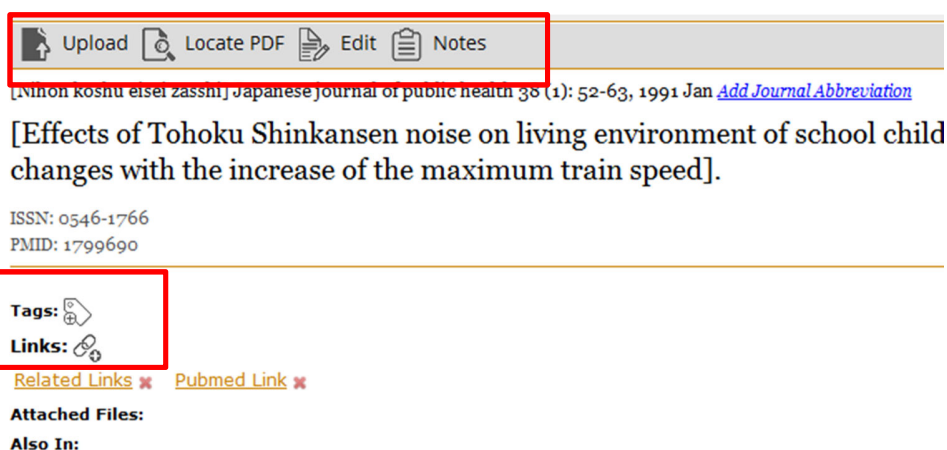 Upload Locate PDF Edit Notes
[Nihon koshu eisei zasshi] Japanese journal of public health 38 (1): 52-63, 1991 Jan Add Journal Abbreviation
[Effects of Tohoku Shinkansen noise on living environment of school child
changes with the increase of the maximum train speed].
ISSN: 0546-1766
PMID: 1799690
Tags:
Links:
Related Links Pubmed Link
Attached Files:
Also In: